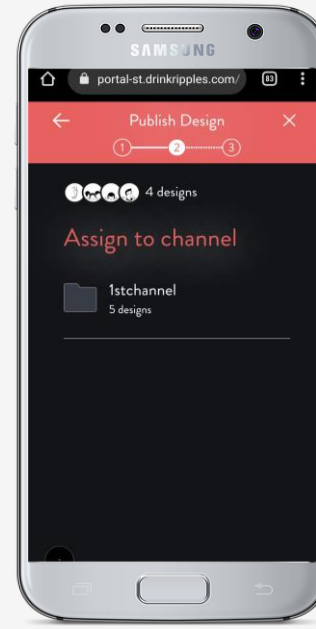 SAMSUNG
portal-st.drinkripples.com/ 83
Publish Design
1 2 3
4 designs
Assign to channel
1stchannel
5 designs